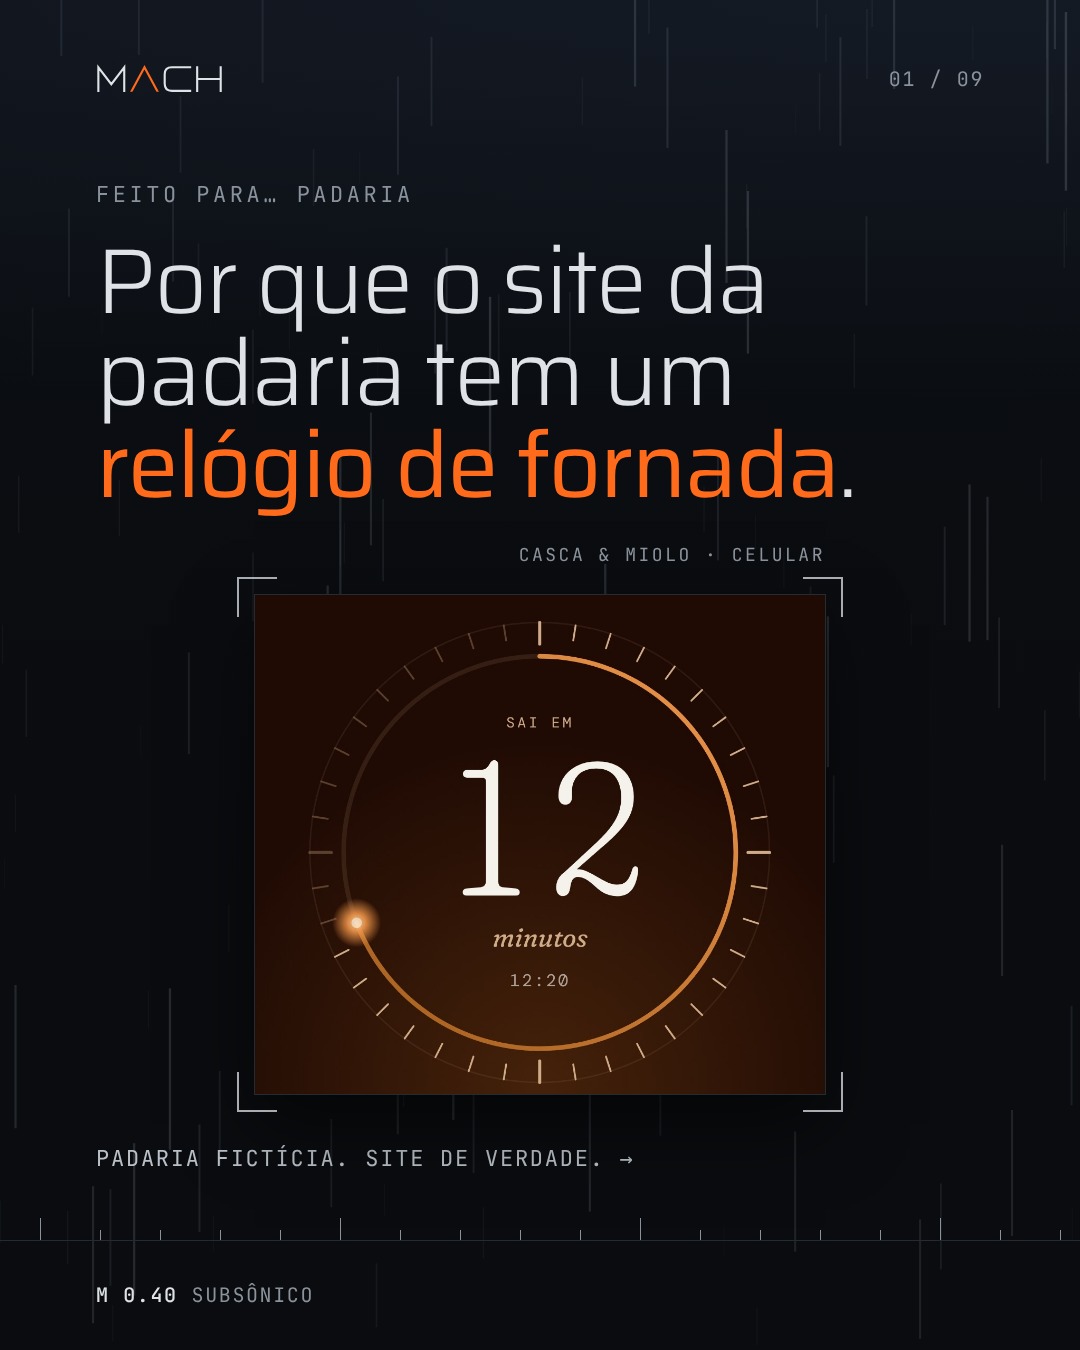 MACH
01 / 09
FEITO PARA… PADARIA
Por que o site da
padaria tem um
relógio de fornada.
CASCA & MIOLO · CELULAR
SAI EM
12
minutos
12:20
PADARIA FICTÍCIA. SITE DE VERDADE. →
M 0.40 SUBSÔNICO